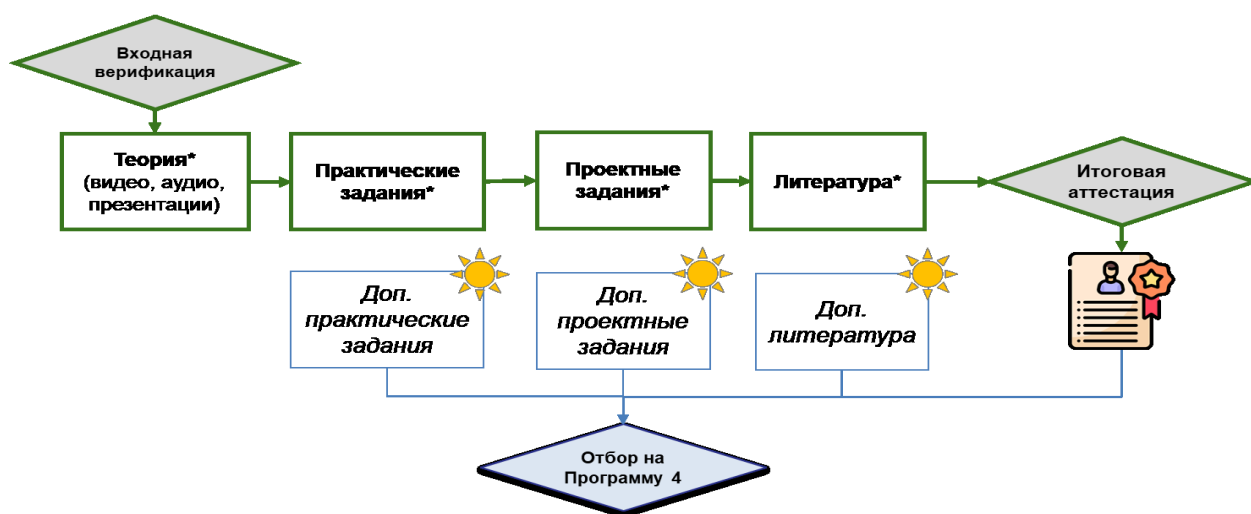 Входная
верификация
Теория*
(видео, аудио,
презентации)
Практические
задания*
Проектные
задания*
Литература*
Итоговая
аттестация
Доп.
практические
задания
Доп.
проектные
задания
Доп.
литература
Отбор на
Программу 4